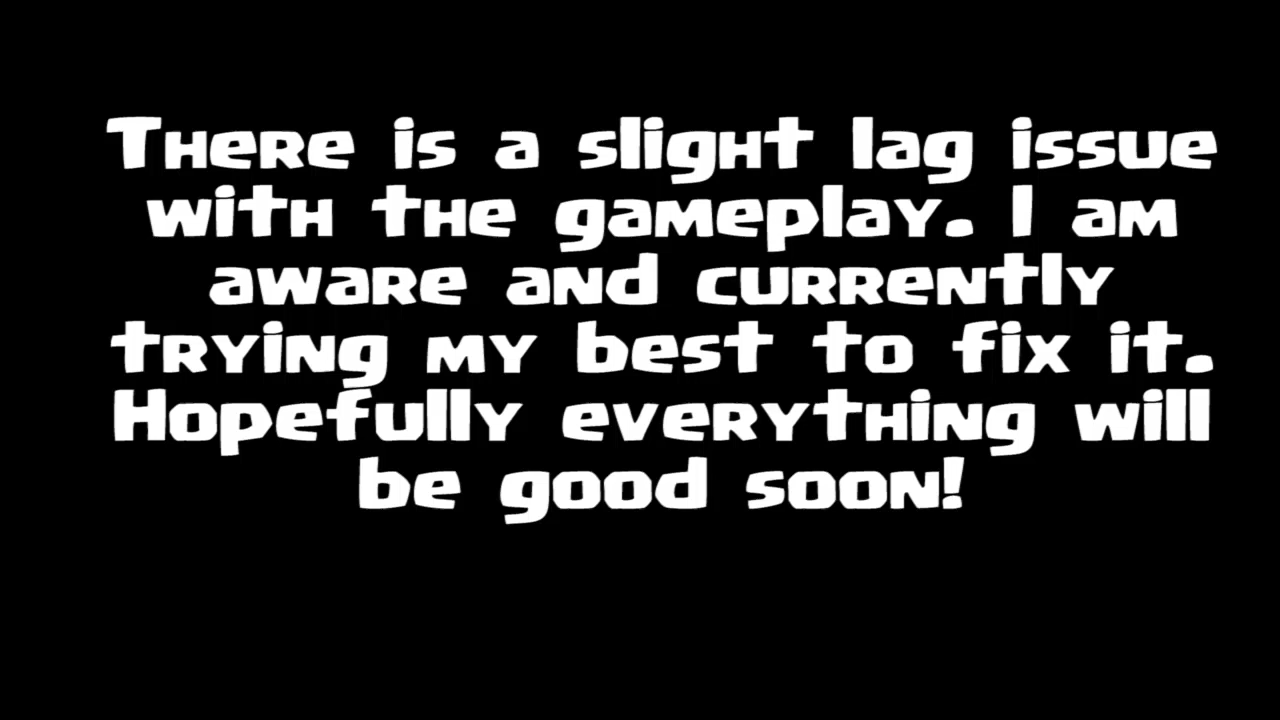 There is a slight lag issue
with the gameplay. I am
aware and currently
trying my best to fix it.
Hopefully everything will
be good soon!